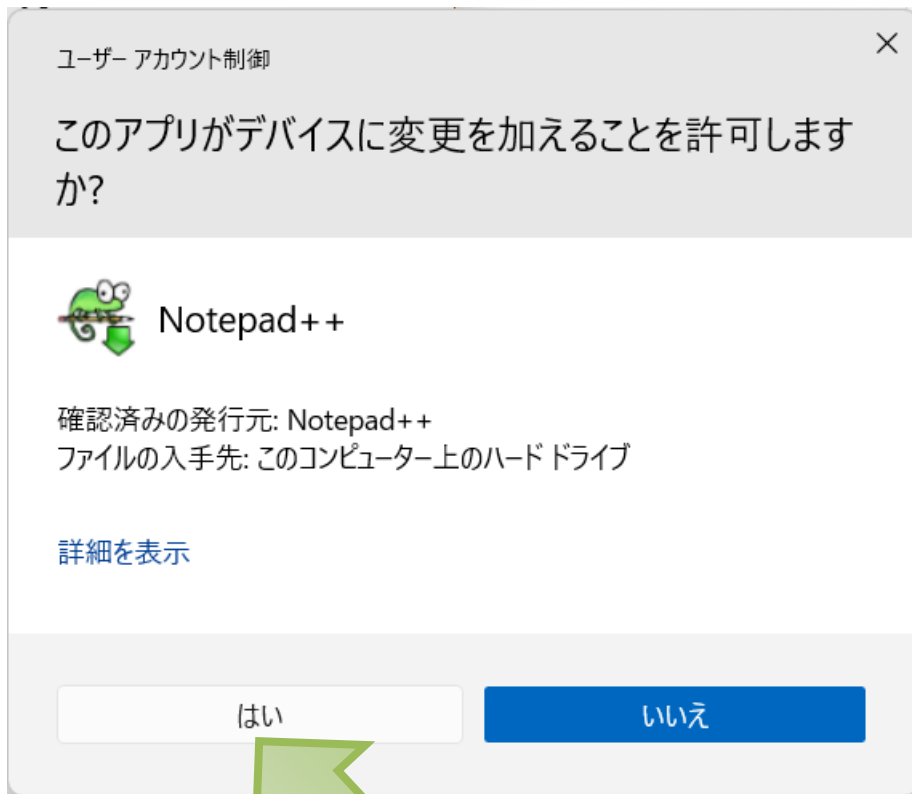 ユーザー アカウント制御
このアプリがデバイスに変更を加えることを許可します
か?
Notepad++
確認済みの発行元: Notepad++
ファイルの入手先: このコンピューター上のハード ドライブ
詳細を表示
はい
いいえ